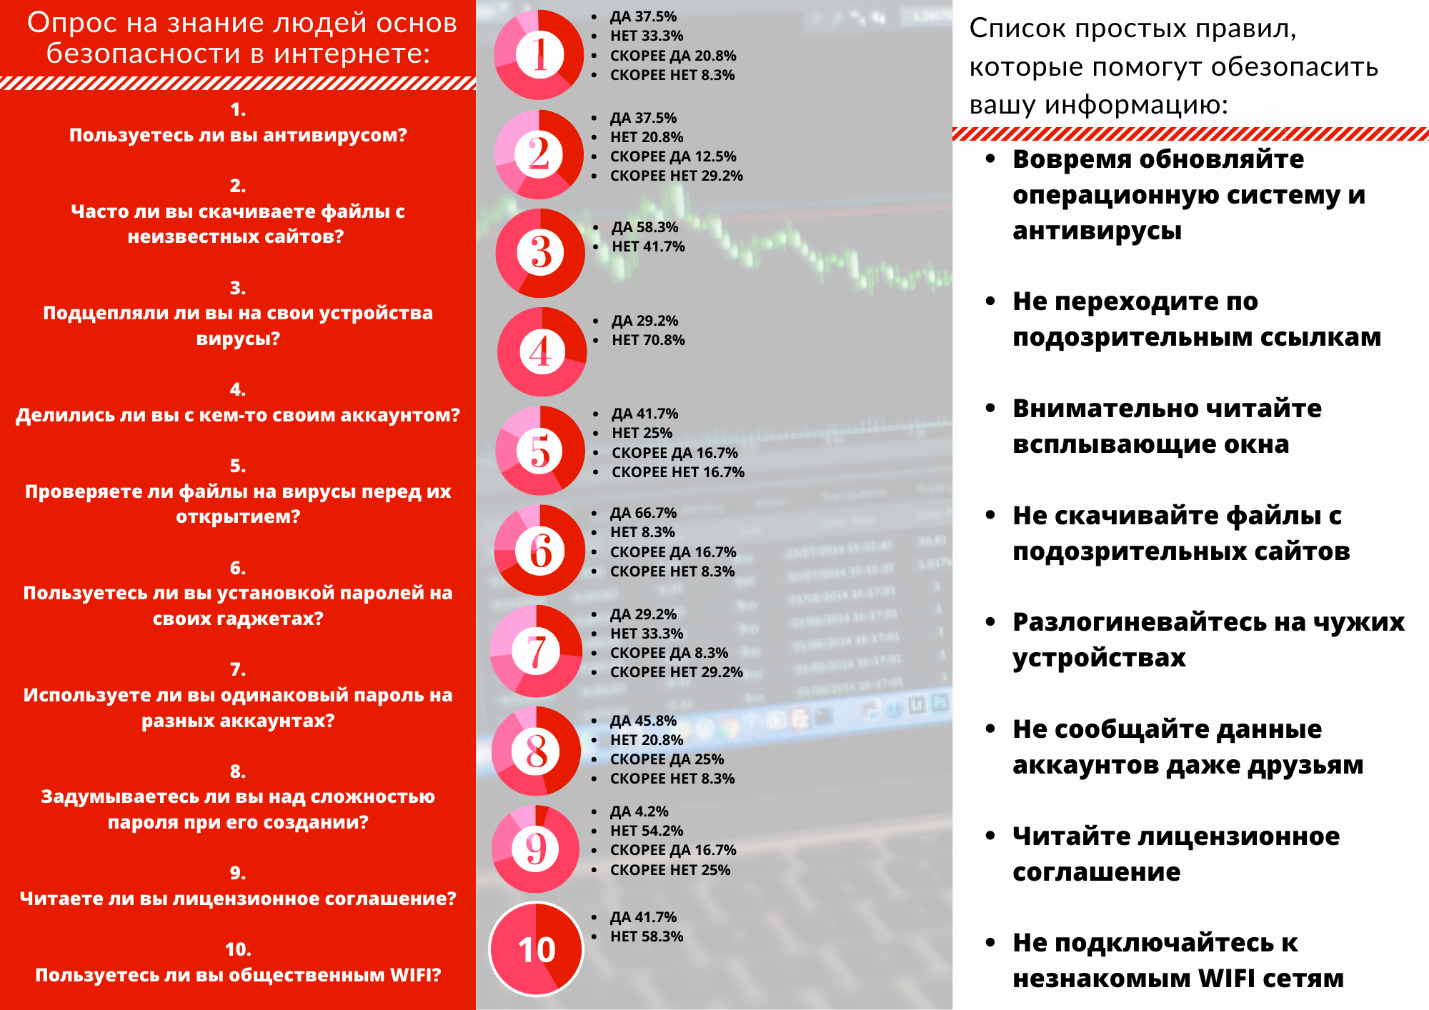 Опрос на знание людей основ
безопасности в интернете:
1.
Пользуетесь ли вы антивирусом?
2.
Часто ли вы скачиваете файлы с
неизвестных сайтов?
3.
Подцепляли ли вы на свои устройства
вирусы?
4.
Делились ли вы с кем-то своим аккаунтом?
5.
Проверяете ли файлы на вирусы перед их
открытием?
6.
Пользуетесь ли вы установкой паролей на
своих гаджетах?
7.
Используете ли вы одинаковый пароль на
разных аккаунтах?
8.
Задумываетесь ли вы над сложностью
пароля при его создании?
9.
Читаете ли вы лицензионное соглашение?
10.
Пользуетесь ли вы общественным WIFI?
1
• ДА 37.5%
• НЕТ 33.3%
• СКОРЕЕ ДА 20.8%
• СКОРЕЕ НЕТ 8.3%
2
• ДА 37.5%
• НЕТ 20.8%
• СКОРЕЕ ДА 12.5%
• СКОРЕЕ НЕТ 29.2%
3
• ДА 58.3%
• НЕТ 41.7%
4
• ДА 29.2%
• НЕТ 70.8%
5
• ДА 41.7%
• НЕТ 25%
• СКОРЕЕ ДА 16.7%
• СКОРЕЕ НЕТ 16.7%
6
• ДА 66.7%
• НЕТ 8.3%
• СКОРЕЕ ДА 16.7%
• СКОРЕЕ НЕТ 8.3%
7
• ДА 29.2%
• НЕТ 33.3%
• СКОРЕЕ ДА 8.3%
• СКОРЕЕ НЕТ 29.2%
8
• ДА 45.8%
• НЕТ 20.8%
• СКОРЕЕ ДА 25%
• СКОРЕЕ НЕТ 8.3%
9
• ДА 4.2%
• НЕТ 54.2%
• СКОРЕЕ ДА 16.7%
• СКОРЕЕ НЕТ 25%
10
• ДА 41.7%
• НЕТ 58.3%
Lr Ps
Список простых правил,
которые помогут обезопасить
вашу информацию:
• Вовремя обновляйте
операционную систему и
антивирусы
• Не переходите по
подозрительным ссылкам
• Внимательно читайте
всплывающие окна
• Не скачивайте файлы с
подозрительных сайтов
• Разлогиневайтесь на чужих
устройствах
• Не сообщайте данные
аккаунтов даже друзьям
• Читайте лицензионное
соглашение
• Не подключайтесь к
незнакомым WIFI сетям